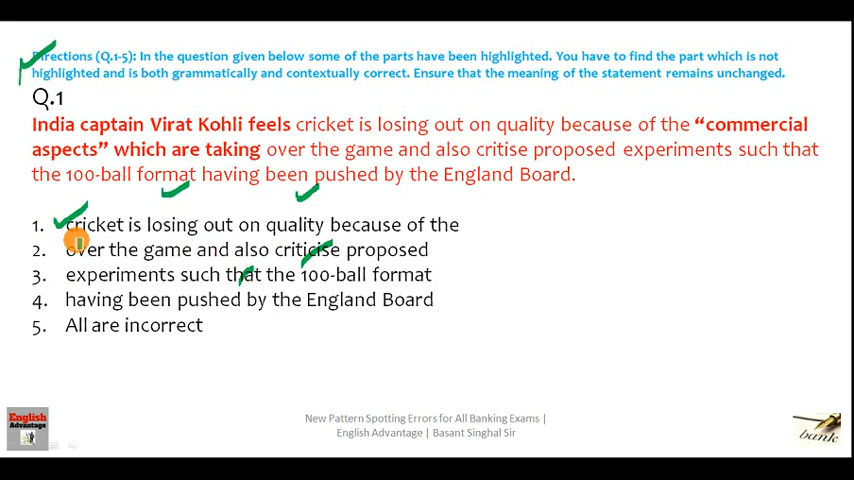 Directions (Q.1-5): In the question given below some of the parts have been highlighted. You have to find the part which is not
highlighted and is both grammatically and contextually correct. Ensure that the meaning of the statement remains unchanged.
Q.1
India captain Virat Kohli feels cricket is losing out on quality because of the “commercial
aspects” which are taking over the game and also critise proposed experiments such that
the 100-ball format having been pushed by the England Board.
1. cricket is losing out on quality because of the
2. over the game and also criticise proposed
3. experiments such that the 100-ball format
4. having been pushed by the England Board
5. All are incorrect
English
Advantage
New Pattern Spotting Errors for All Banking Exams |
English Advantage | Basant Singhal Sir
bank